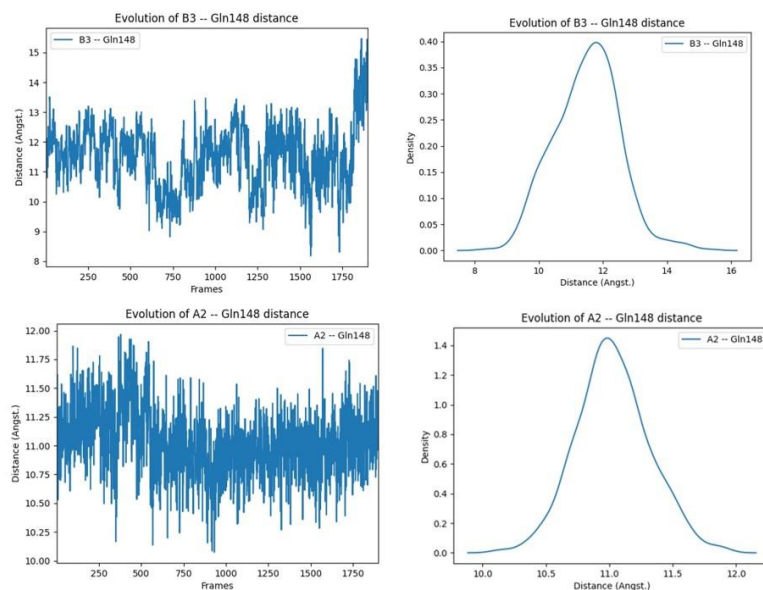 Evolution of B3 -- Gln148 distance
B3 -- Gln148
Distance (Angst.)
15
14
13
12
11
10
9
8
250 500 750 1000 1250 1500 1750
Frames
Evolution of B3 -- Gln148 distance
B3 -- Gln148
Density
0.40
0.35
0.30
0.25
0.20
0.15
0.10
0.05
0.00
8 10 12 14 16
Distance (Angst.)
Evolution of A2 -- Gln148 distance
A2 -- Gln148
Distance (Angst.)
12.00
11.75
11.50
11.25
11.00
10.75
10.50
10.25
10.00
250 500 750 1000 1250 1500 1750
Frames
Evolution of A2 -- Gln148 distance
A2 -- Gln148
Density
1.4
1.2
1.0
0.8
0.6
0.4
0.2
0.0
10.0 10.5 11.0 11.5 12.0
Distance (Angst.)